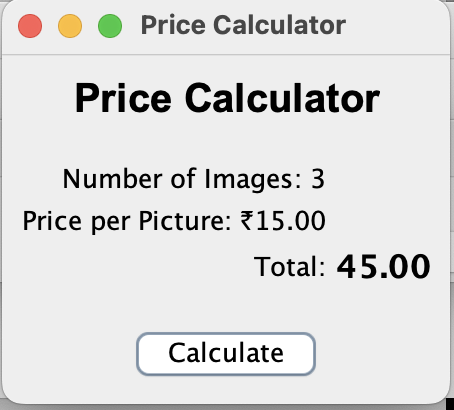 Price Calculator
Price Calculator
Number of Images: 3
Price per Picture: ₹15.00
Total: 45.00
Calculate